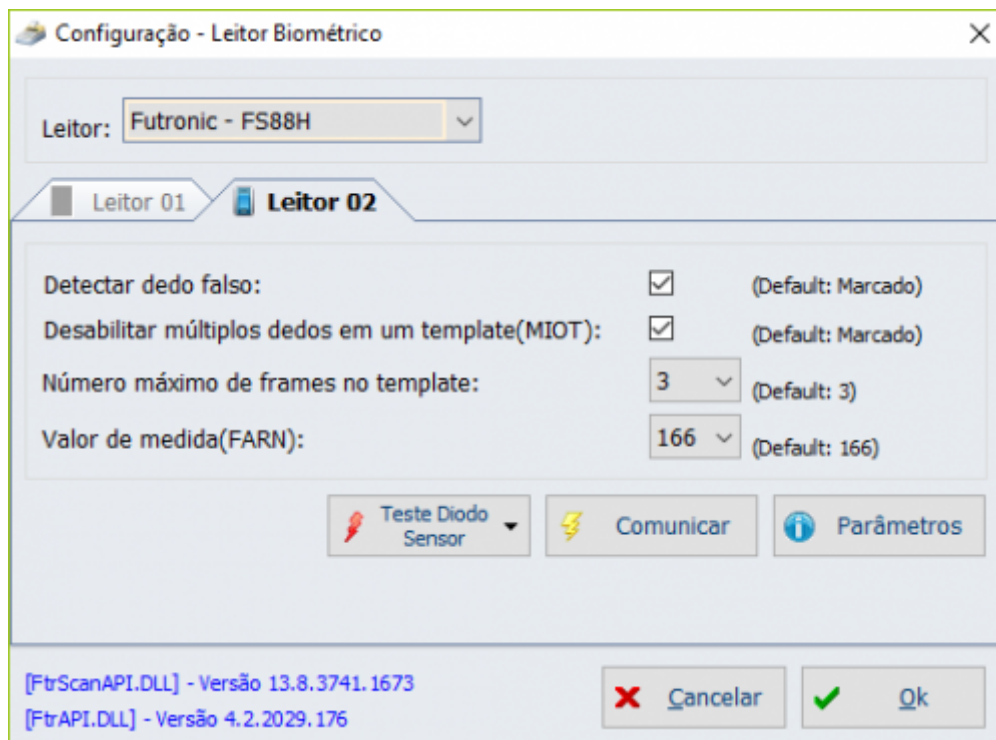 Configuração - Leitor Biométrico
Leitor: Futronic - FS88H
Leitor 01 Leitor 02
Detectar dedo falso: (Default: Marcado)
Desabilitar múltiplos dedos em um template(MIOT): (Default: Marcado)
Número máximo de frames no template: 3 (Default: 3)
Valor de medida(FARN): 166 (Default: 166)
Teste Diodo
Sensor
Comunicar
Parâmetros
[FtrScanAPI.DLL] - Versão 13.8.3741.1673
[FtrAPI.DLL] - Versão 4.2.2029.176
Cancelar
Ok